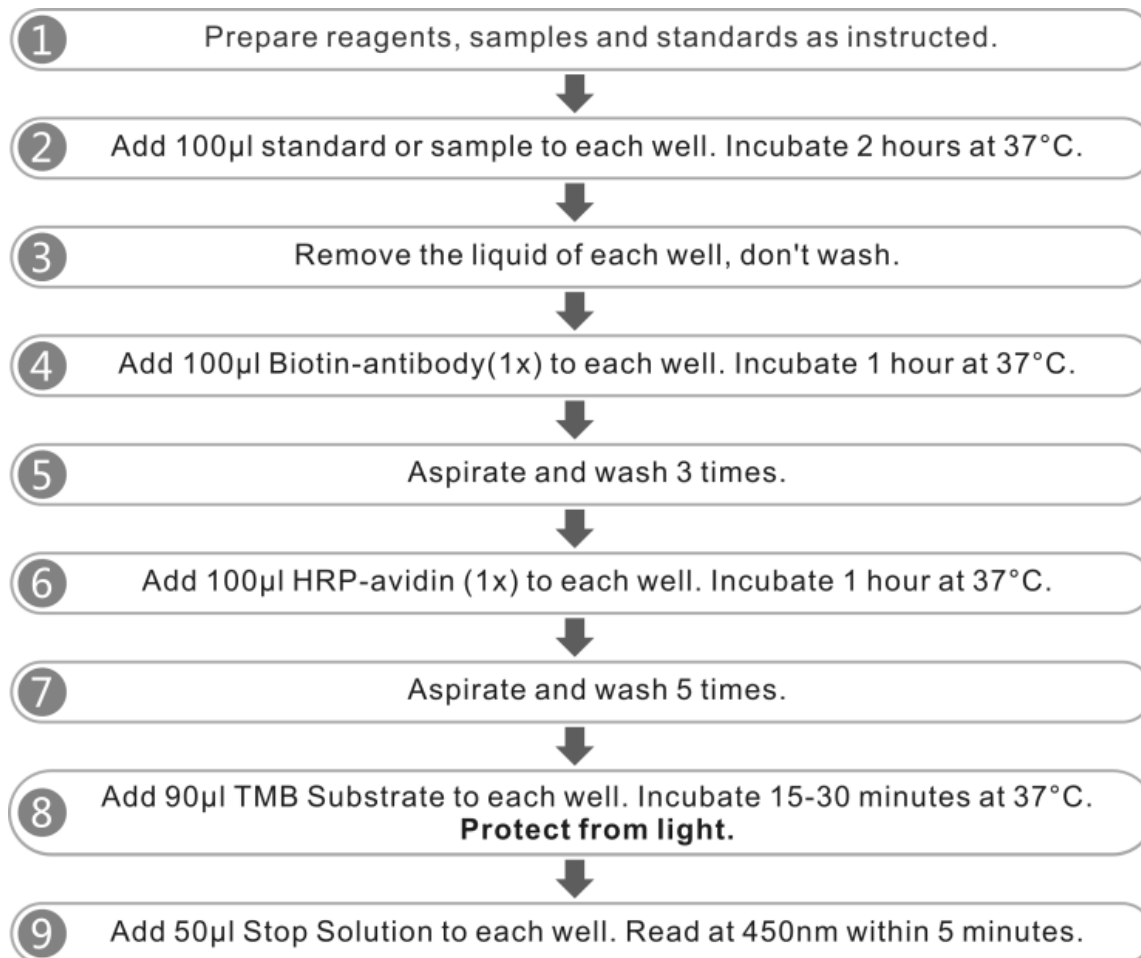 1 Prepare reagents, samples and standards as instructed.
2 Add 100μl standard or sample to each well. Incubate 2 hours at 37°C.
3 Remove the liquid of each well, don't wash.
4 Add 100μl Biotin-antibody(1x) to each well. Incubate 1 hour at 37°C.
5 Aspirate and wash 3 times.
6 Add 100μl HRP-avidin (1x) to each well. Incubate 1 hour at 37°C.
7 Aspirate and wash 5 times.
8 Add 90μl TMB Substrate to each well. Incubate 15-30 minutes at 37°C.
Protect from light.
9 Add 50μl Stop Solution to each well. Read at 450nm within 5 minutes.